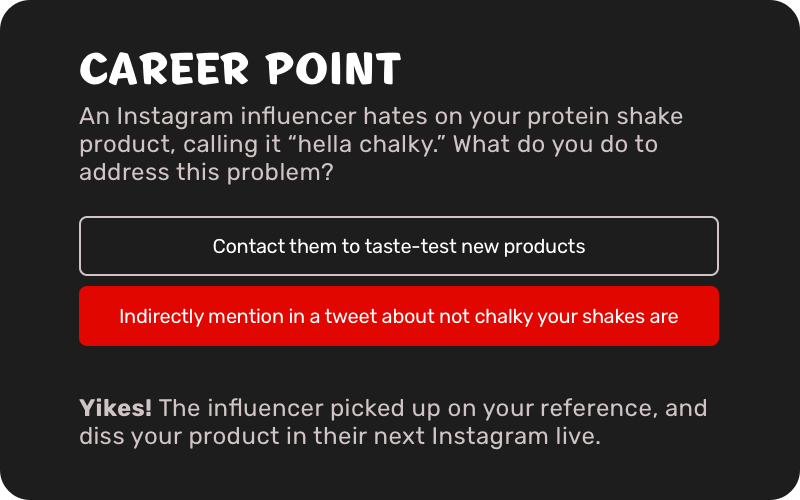 CAREER POINT
An Instagram influencer hates on your protein shake
product, calling it “hella chalky.” What do you do to
address this problem?
Contact them to taste-test new products
Indirectly mention in a tweet about not chalky your shakes are
Yikes! The influencer picked up on your reference, and
diss your product in their next Instagram live.